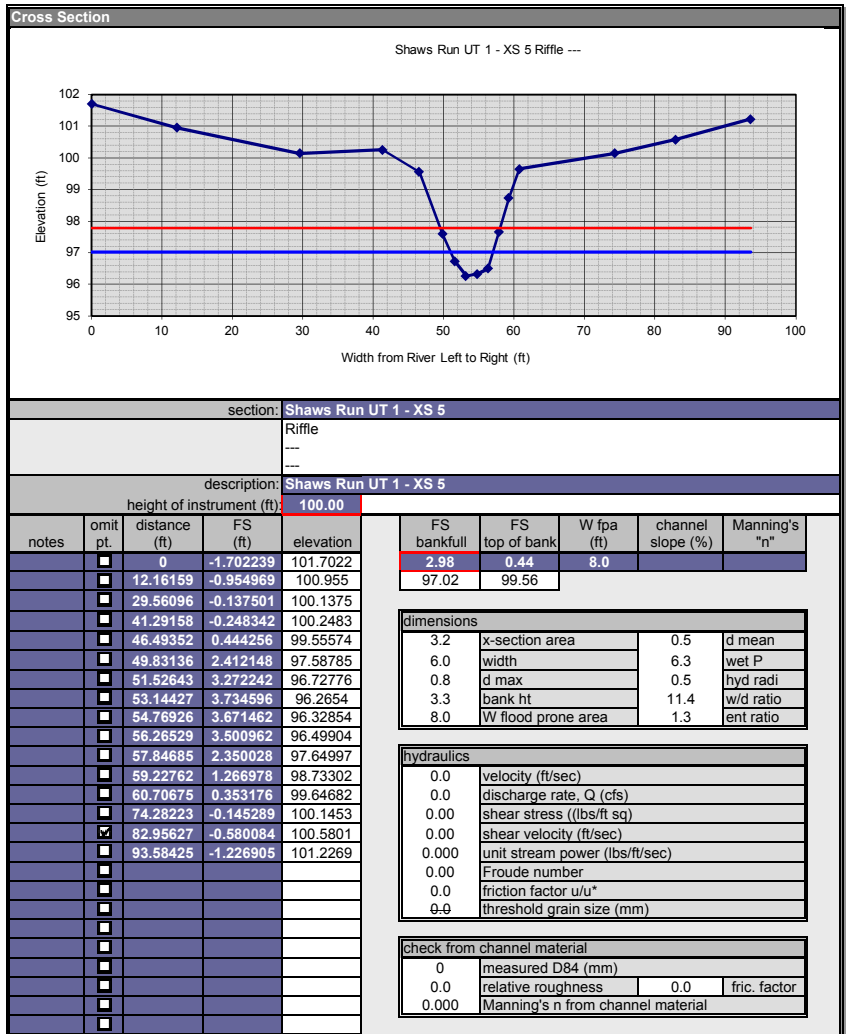 Cross Section
Shaws Run UT 1 - XS 5 Riffle ---
102
101
100
99
98
97
96
95
Elevation (ft)
0 10 20 30 40 50 60 70 80 90 100
Width from River Left to Right (ft)
section: Shaws Run UT 1 - XS 5
Riffle
---
---
description: Shaws Run UT 1 - XS 5
height of instrument (ft): 100.00
notes omit pt. distance (ft) FS (ft) elevation
0 -1.702239 101.7022
12.16159 -0.954969 100.955
29.56096 -0.137501 100.1375
41.29158 -0.248342 100.2483
46.49352 0.444256 99.55574
49.83136 2.412148 97.58785
51.52643 3.272242 96.72776
53.14427 3.734596 96.2654
54.76926 3.671462 96.32854
56.26529 3.500962 96.49904
57.84685 2.350028 97.64997
59.22762 1.266978 98.73302
60.70675 0.353176 99.64682
74.28223 -0.145289 100.1453
82.95627 -0.580084 100.5801
93.58425 -1.226905 101.2269
FS bankfull FS top of bank W fpa (ft) channel slope (%) Manning's "n"
2.98 0.44 8.0
97.02 99.56
dimensions
3.2 x-section area 0.5 d mean
6.0 width 6.3 wet P
0.8 d max 0.5 hyd radi
3.3 bank ht 11.4 w/d ratio
8.0 W flood prone area 1.3 ent ratio
hydraulics
0.0 velocity (ft/sec)
0.0 discharge rate, Q (cfs)
0.00 shear stress ((lbs/ft sq)
0.00 shear velocity (ft/sec)
0.000 unit stream power (lbs/ft/sec)
0.00 Froude number
0.0 friction factor u/u*
0.0 threshold grain size (mm)
check from channel material
0 measured D84 (mm)
0.0 relative roughness 0.0 fric. factor
0.000 Manning's n from channel material